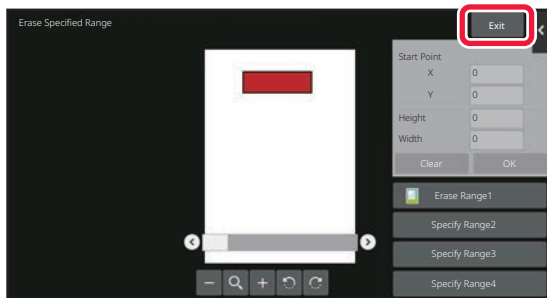 Erase Specified Range
Exit
Start Point
X 0
Y 0
Height 0
Width 0
Clear OK
Erase Range1
Specify Range2
Specify Range3
Specify Range4